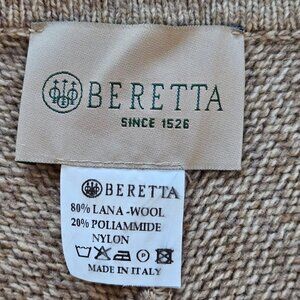 BERETTA
SINCE 1526
BERETTA
80% LANA -WOOL
20% POLIAMMIDE
NYLON
MADE IN ITALY